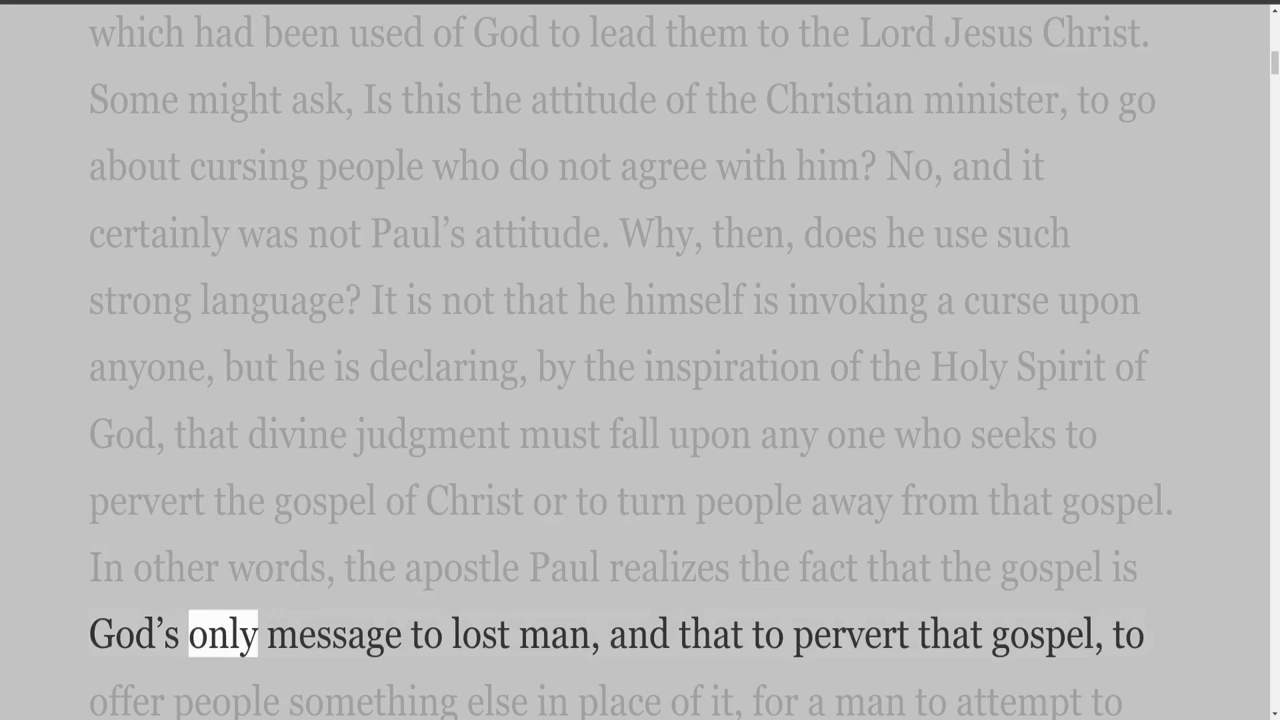 which had been used of God to lead them to the Lord Jesus Christ.
Some might ask, Is this the attitude of the Christian minister, to go
about cursing people who do not agree with him? No, and it
certainly was not Paul’s attitude. Why, then, does he use such
strong language? It is not that he himself is invoking a curse upon
anyone, but he is declaring, by the inspiration of the Holy Spirit of
God, that divine judgment must fall upon any one who seeks to
pervert the gospel of Christ or to turn people away from that gospel.
In other words, the apostle Paul realizes the fact that the gospel is
God’s only message to lost man, and that to pervert that gospel, to
offer people something else in place of it, for a man to attempt to